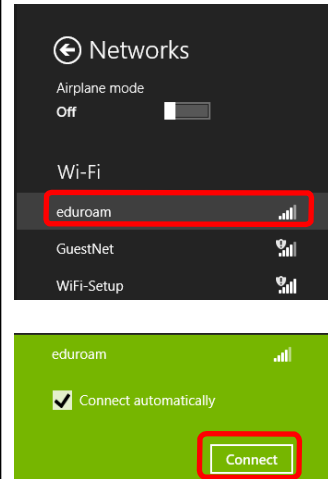 Networks
Airplane mode
Off
Wi-Fi
eduroam
GuestNet
WiFi-Setup
eduroam
Connect automatically
Connect